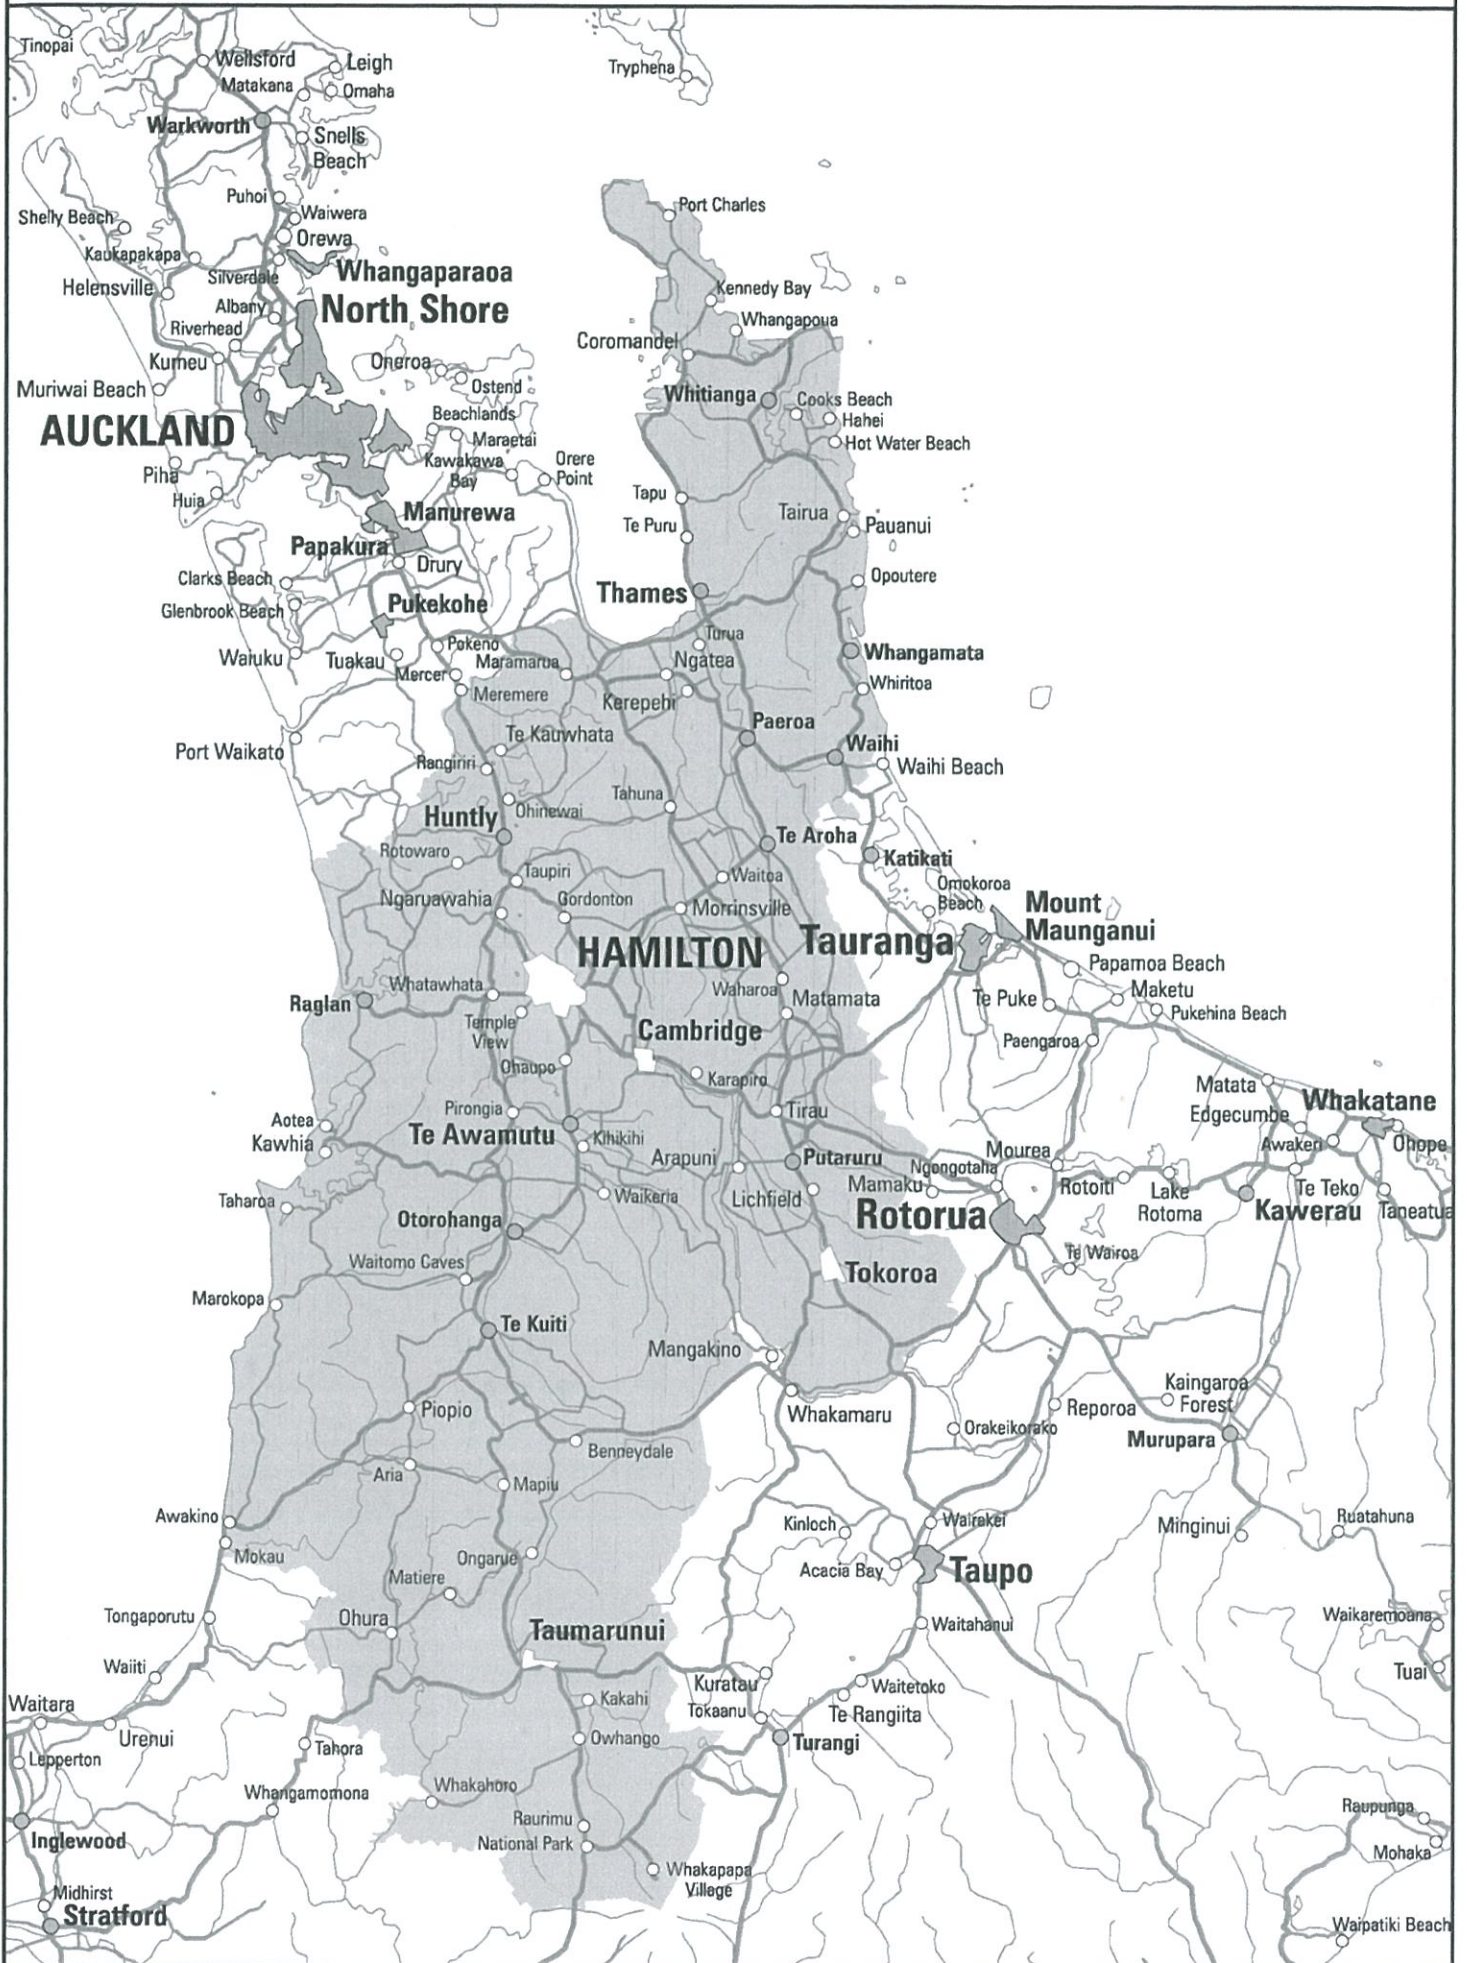 Tinopai
Wellsford
Leigh
Matakana
Omaha
Tryphena
Warkworth
Snells
Beach
Puhoi
Port Charles
Shelly Beach
Waiwera
Orewa
Kaukapakapa
Whangaparaoa
Silverdale
Helensville
Kennedy Bay
Albany
North Shore
Whangapoua
Riverhead
Coromandel
Kumeu
Oneroa
Muriwai Beach
Ostend
Whitianga
Cooks Beach
Beachlands
Hahei
AUCKLAND
Maraetai
Hot Water Beach
Kawakawa
Bay
Orere
Point
Piha
Huia
Tapu
Manurewa
Tairua
Te Puru
Pauanui
Papakura
Drury
Clarks Beach
Opoutere
Thames
Pukekohe
Glenbrook Beach
Turua
Pokeno
Whangamata
Waiuku
Tuakau
Maramarua
Ngatea
Mercer
Meremere
Whiritoa
Kerepehi
Paeroa
Te Kauwhata
Port Waikato
Waihi
Rangiriri
Waihi Beach
Tahuna
Ohinewai
Huntly
Te Aroha
Rotowaro
Katikati
Taupiri
Waitoa
Omokoroa
Beach
Ngaruawahia
Gordonton
Morrinsville
Mount
Maunganui
HAMILTON
Tauranga
Papamoa Beach
Whatawhata
Waharoa
Maketu
Raglan
Matamata
Te Puke
Pukehina Beach
Temple
View
Cambridge
Paengaroa
Ohaupo
Karapiro
Matata
Whakatane
Pirongia
Tirau
Edgecumbe
Aotea
Te Awamutu
Kihikihi
Awakeri
Ohope
Kawhia
Arapuni
Putaruru
Mourea
Ngongotaha
Mamaku
Rotoiti
Lake
Rotoma
Te Teko
Waikeria
Lichfield
Taharoa
Rotorua
Kawerau
Taneatua
Otorohanga
Te Wairoa
Waitomo Caves
Tokoroa
Marokopa
Te Kuiti
Mangakino
Kaingaroa
Forest
Piopio
Whakamaru
Reporoa
Orakeikorako
Murupara
Benneydale
Aria
Mapiu
Awakino
Kinloch
Wairakei
Minginui
Ruatahuna
Mokau
Ongarue
Acacia Bay
Taupo
Matiere
Tongaporutu
Ohura
Taumarunui
Waitahanui
Waikaremoana
Waiiti
Tuai
Kuratau
Waitetoko
Waitara
Kakahi
Tokaanu
Te Rangiita
Urenui
Tahora
Owhango
Turangi
Lepperton
Whangamomona
Whakahoro
Raupunga
Raurimu
Inglewood
National Park
Mohaka
Whakapapa
Village
Midhirst
Stratford
Waipatiki Beach